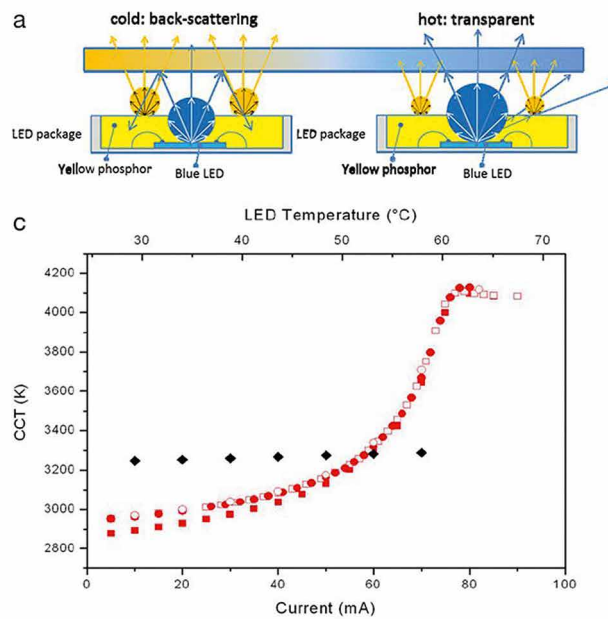 a
cold: back-scattering
hot: transparent
LED package
LED package
Yellow phosphor
Blue LED
Yellow phosphor
Blue LED
c
LED Temperature (°C)
30 40 50 60 70
4200
4000
3800
3600
3400
3200
3000
2800
CCT (K)
0 20 40 60 80 100
Current (mA)